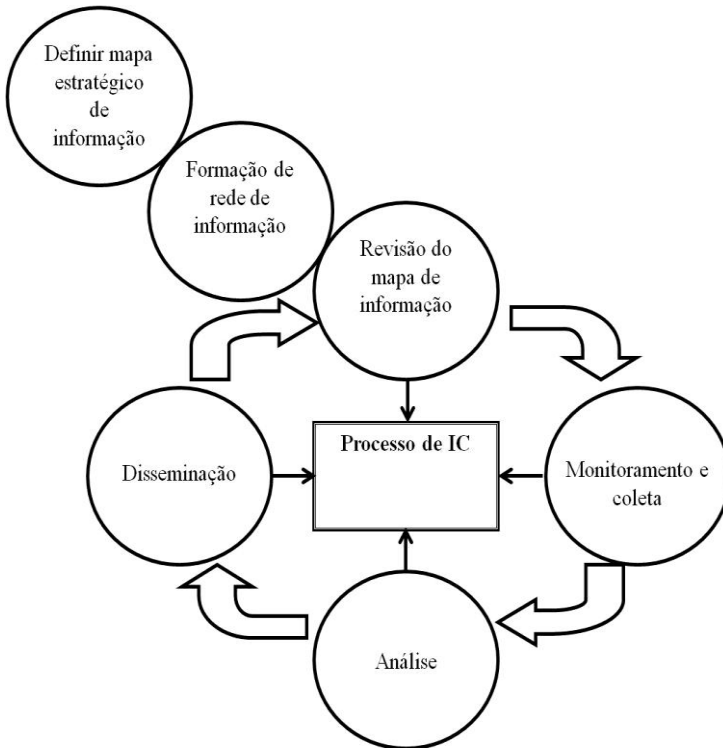 Definir mapa
estratégico
de
informação
Formação de
rede de
informação
Revisão do
mapa de
informação
Processo de IC
Disseminação
Monitoramento e
coleta
Análise